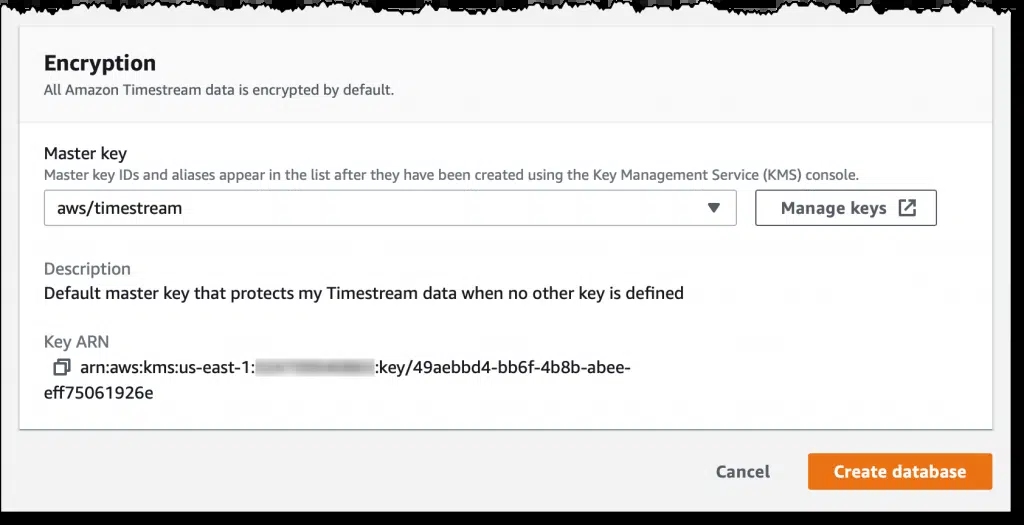 Encryption
All Amazon Timestream data is encrypted by default.
Master key
Master key IDs and aliases appear in the list after they have been created using the Key Management Service (KMS) console.
aws/timestream
Manage keys
Description
Default master key that protects my Timestream data when no other key is defined
Key ARN
arn:aws:kms:us-east-1: :key/49aebbd4-bb6f-4b8b-abee-
eff75061926e
Cancel
Create database